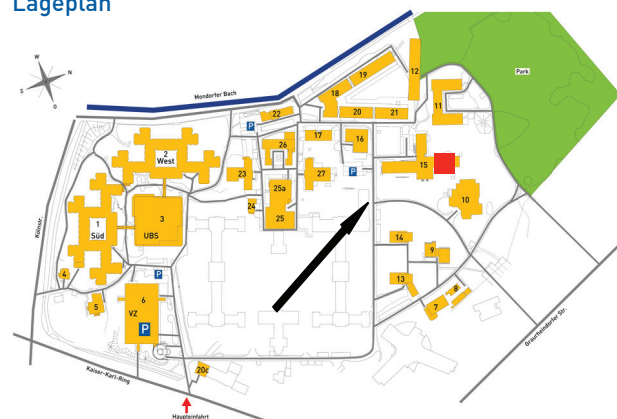 Lageplan
W
N
S
O
Mondorfer Bach
Park
Kölnstr.
22
P
18
19
12
20
21
11
17
16
P
2
West
26
23
27
25a
24
25
15
10
3
UBS
1
Süd
4
5
P
6
VZ
P
14
9
13
8
7
20c
Graurheindorfer Str.
Kaiser-Karl-Ring
Haupteinfahrt